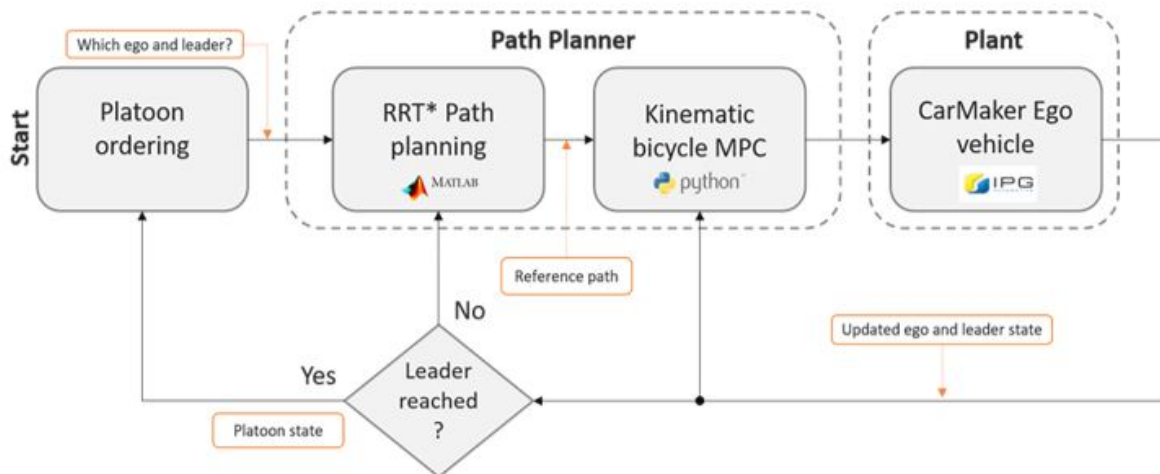 Which ego and leader?
Path Planner
Plant
Start
Platoon
ordering
RRT* Path
planning
MATLAB
Kinematic
bicycle MPC
python™
CarMaker Ego
vehicle
IPG
Reference path
No
Updated ego and leader state
Yes
Leader
reached
?
Platoon state